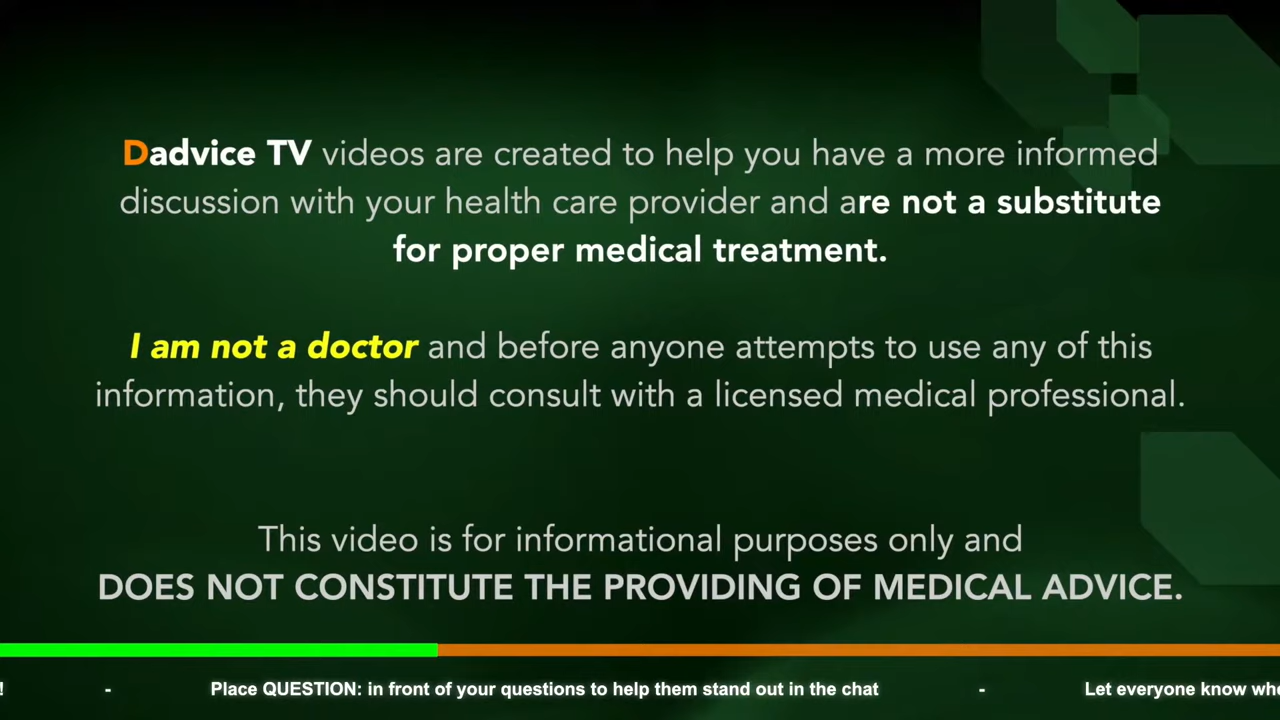 Dadvice TV videos are created to help you have a more informed
discussion with your health care provider and are not a substitute
for proper medical treatment.
I am not a doctor and before anyone attempts to use any of this
information, they should consult with a licensed medical professional.
This video is for informational purposes only and
DOES NOT CONSTITUTE THE PROVIDING OF MEDICAL ADVICE.
! - Place QUESTION: in front of your questions to help them stand out in the chat - Let everyone know